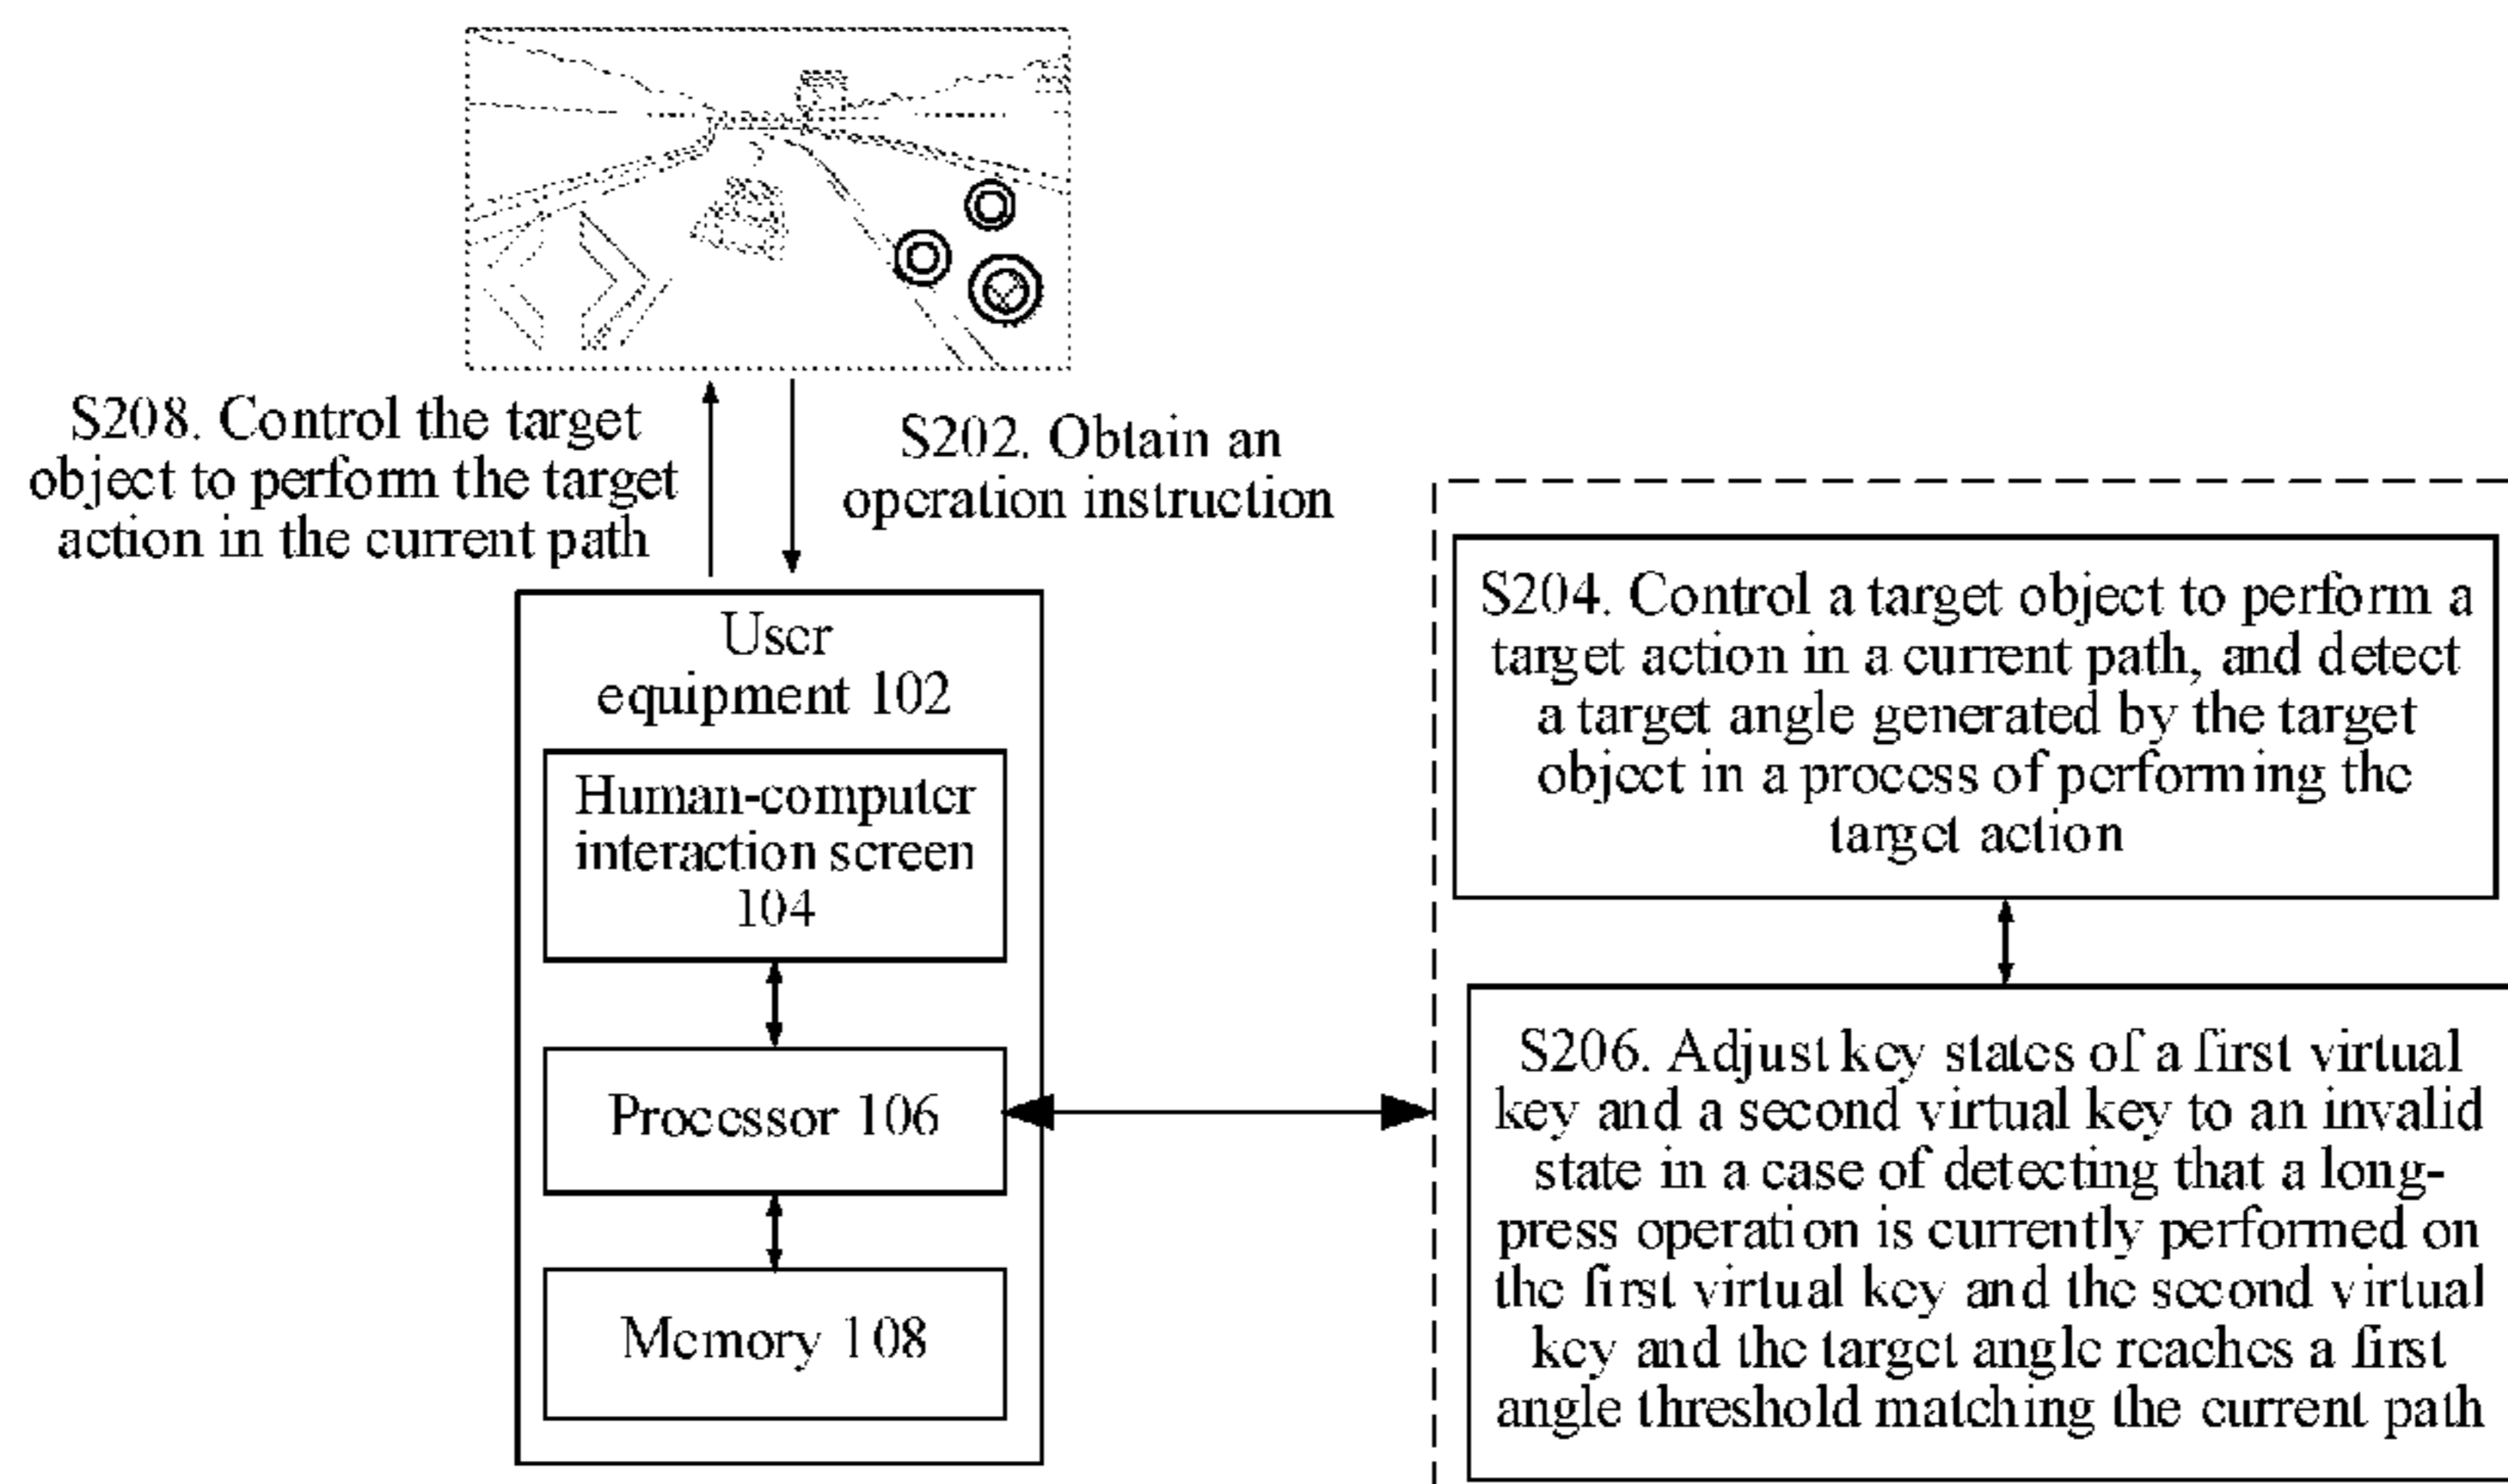 S208. Control the target
object to perform the target
action in the current path
S202. Obtain an
operation instruction
User
equipment 102
Human-computer
interaction screen
104
Processor 106
Memory 108
S204. Control a target object to perform a
target action in a current path, and detect
a target angle generated by the target
object in a process of performing the
target action
S206. Adjust key states of a first virtual
key and a second virtual key to an invalid
state in a case of detecting that a long-
press operation is currently performed on
the first virtual key and the second virtual
key and the target angle reaches a first
angle threshold matching the current path